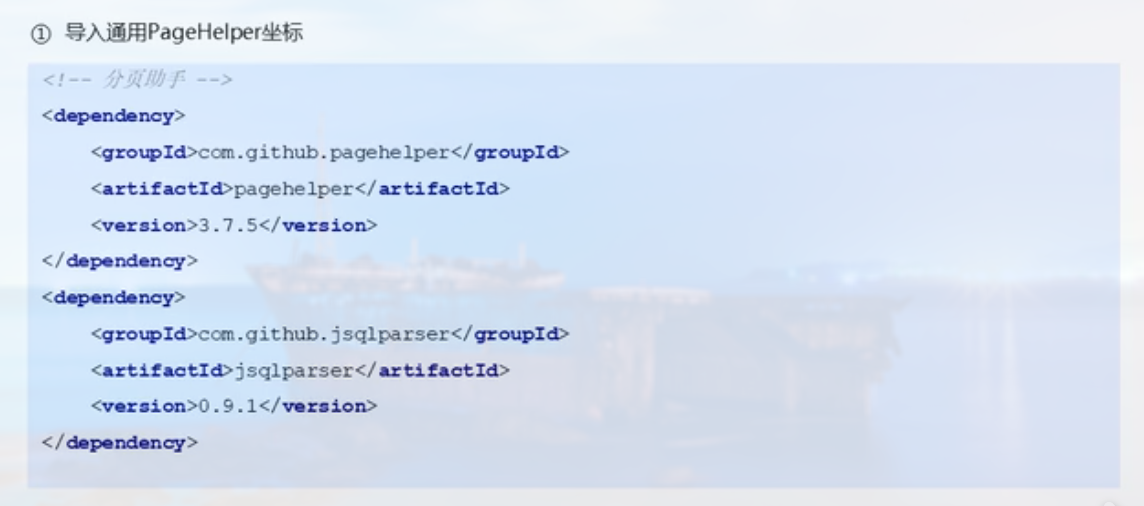 ① 导入通用PageHelper坐标
<!-- 分页助手 -->
<dependency>
    <groupId>com.github.pagehelper</groupId>
    <artifactId>pagehelper</artifactId>
    <version>3.7.5</version>
</dependency>
<dependency>
    <groupId>com.github.jsqlparser</groupId>
    <artifactId>jsqlparser</artifactId>
    <version>0.9.1</version>
</dependency>